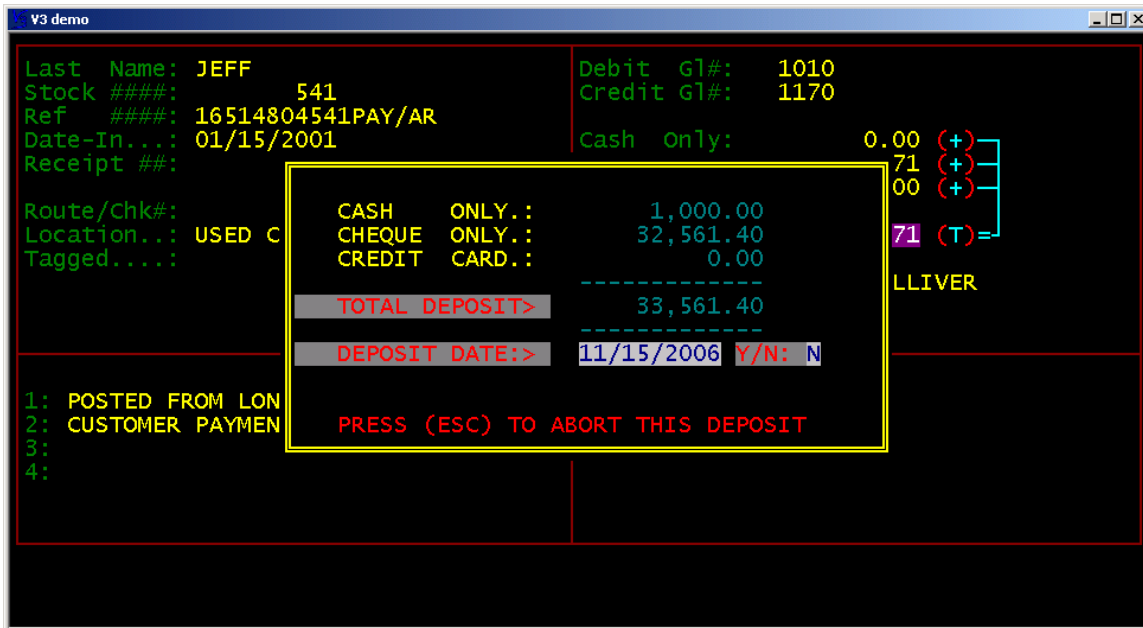 V3 demo
Last Name: JEFF
Stock ####: 541
Ref ####: 16514804541PAY/AR
Date-In...: 01/15/2001
Receipt ##:
Route/Chk#:
Location..: USED C
Tagged....:
Debit Gl#: 1010
Credit Gl#: 1170
Cash Only: 0.00 (+)
71 (+)
00 (+)
71 (T)=
LLIVER
CASH ONLY.: 1,000.00
CHEQUE ONLY.: 32,561.40
CREDIT CARD.: 0.00
-------------
TOTAL DEPOSIT> 33,561.40
-------------
DEPOSIT DATE:> 11/15/2006 Y/N: N
PRESS (ESC) TO ABORT THIS DEPOSIT
1: POSTED FROM LON
2: CUSTOMER PAYMEN
3:
4: